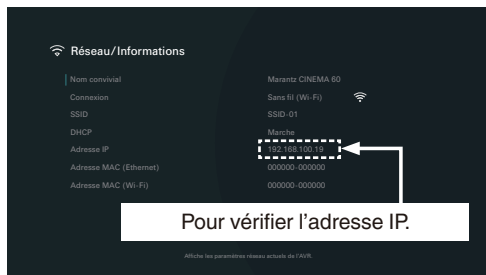 Réseau/Informations
Nom convivial Marantz CINEMA 60
Connexion Sans fil (Wi-Fi)
SSID SSID-01
DHCP Marche
Adresse IP 192.168.100.19
Adresse MAC (Ethernet) 000000-000000
Adresse MAC (Wi-Fi) 000000-000000
Pour vérifier l'adresse IP.
Affiche les paramètres réseau actuels de l'AVR